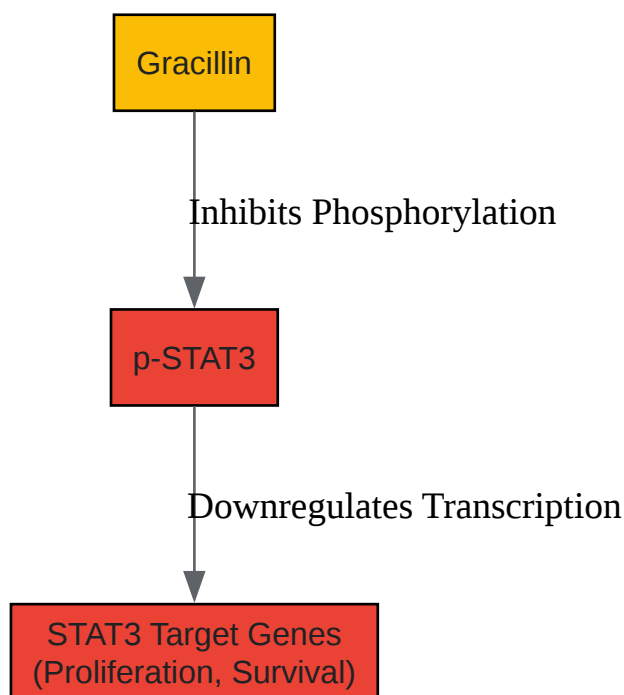 Gracillin
Inhibits Phosphorylation
p-STAT3
Downregulates Transcription
STAT3 Target Genes
(Proliferation, Survival)